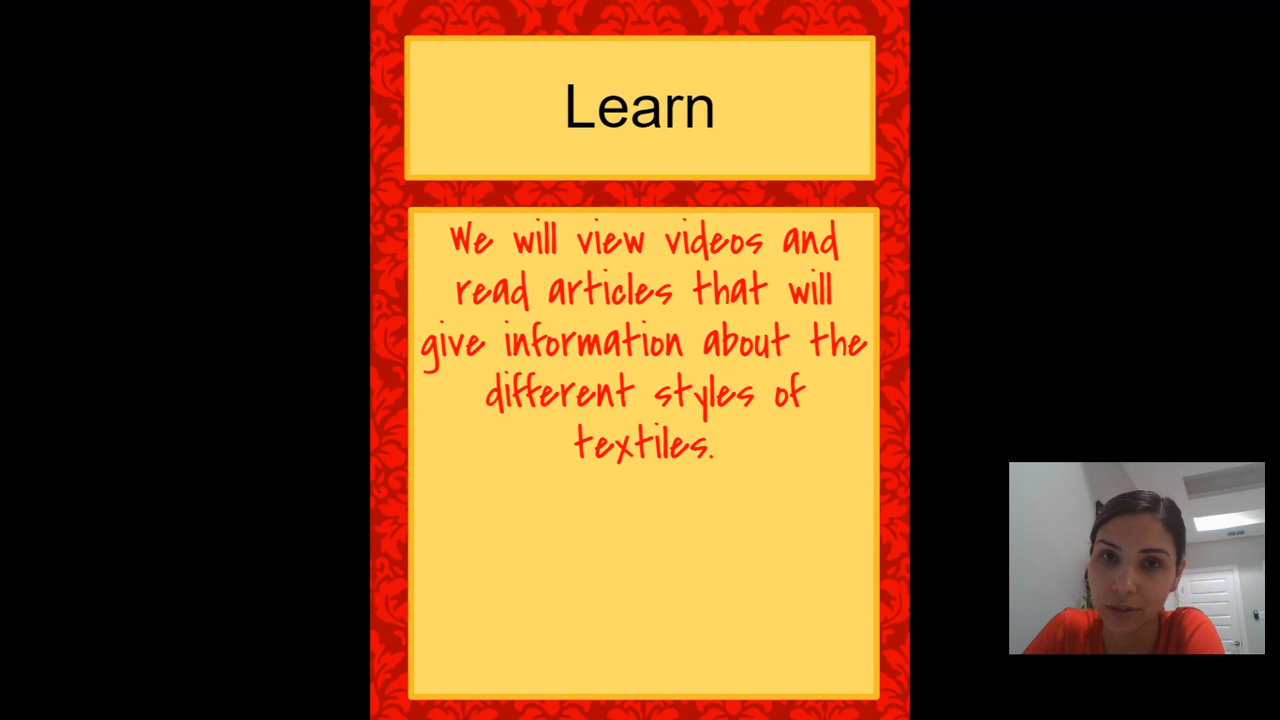 Learn
We will view videos and
read articles that will
give information about the
different styles of
textiles.